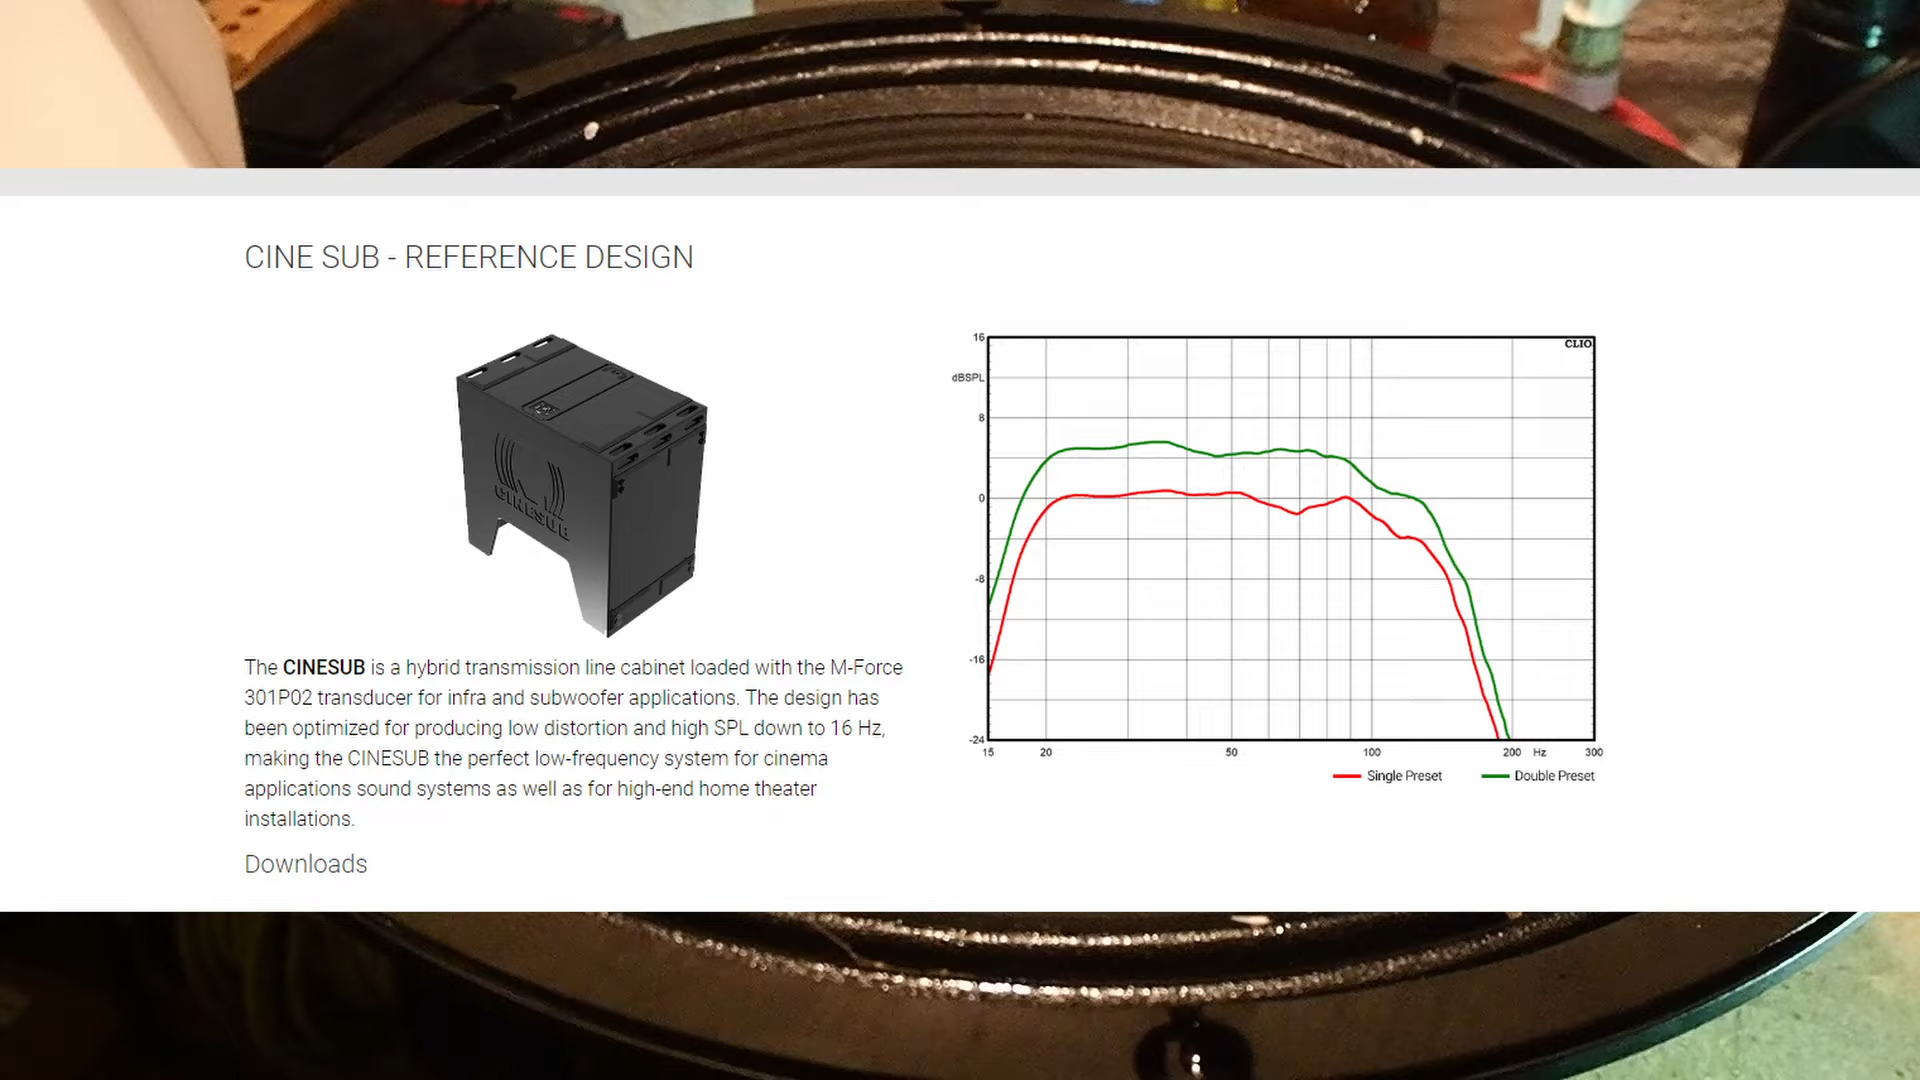 CINE SUB - REFERENCE DESIGN
CINESUB
The CINESUB is a hybrid transmission line cabinet loaded with the M-Force
301P02 transducer for infra and subwoofer applications. The design has
been optimized for producing low distortion and high SPL down to 16 Hz,
making the CINESUB the perfect low-frequency system for cinema
applications sound systems as well as for high-end home theater
installations.
Downloads
16
CLIO
dBSPL
8
0
-8
-16
-24
15 20 50 100 200 Hz 300
Single Preset Double Preset